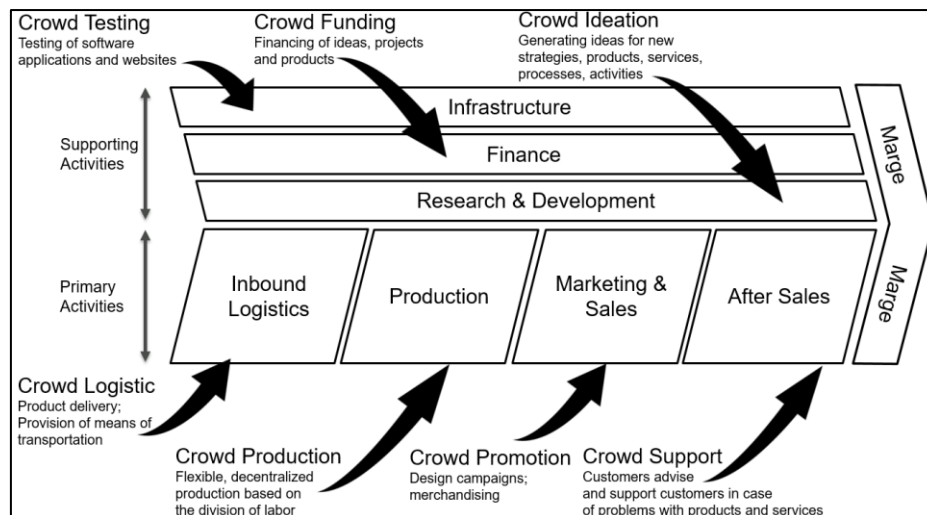 Crowd Testing
Testing of software
applications and websites
Crowd Funding
Financing of ideas, projects
and products
Crowd Ideation
Generating ideas for new
strategies, products, services,
processes, activities
Supporting
Activities
Infrastructure
Finance
Research & Development
Marge
Primary
Activities
Inbound
Logistics
Production
Marketing &
Sales
After Sales
Marge
Crowd Logistic
Product delivery;
Provision of means of
transportation
Crowd Production
Flexible, decentralized
production based on
the division of labor
Crowd Promotion
Design campaigns;
merchandising
Crowd Support
Customers advise
and support customers in case
of problems with products and services